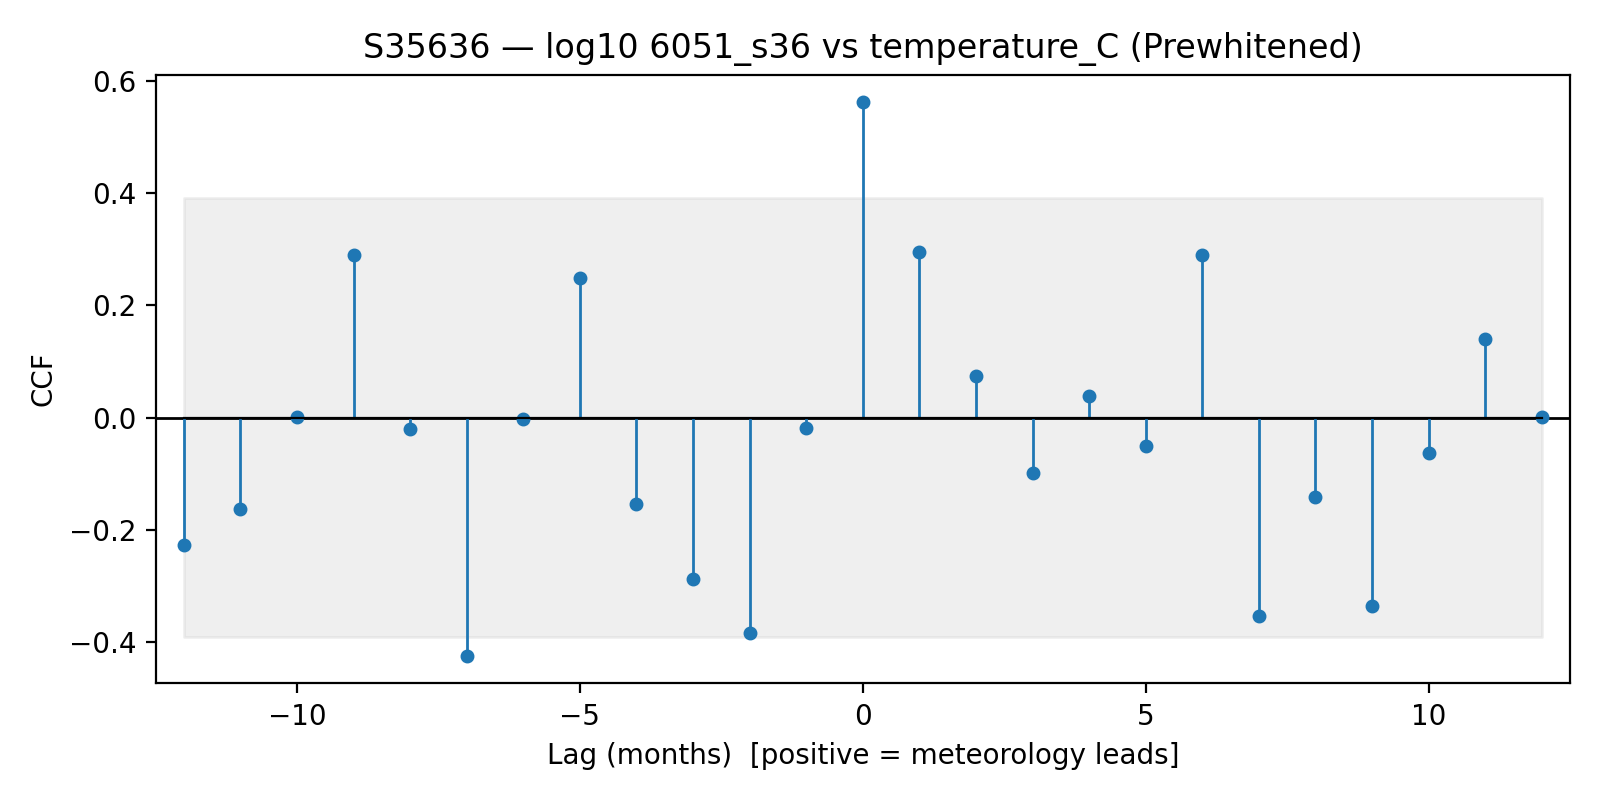 S35636 — log10 6051_s36 vs temperature_C (Prewhitened)
0.6
0.4
0.2
0.0
−0.2
−0.4
CCF
−10 −5 0 5 10
Lag (months) [positive = meteorology leads]